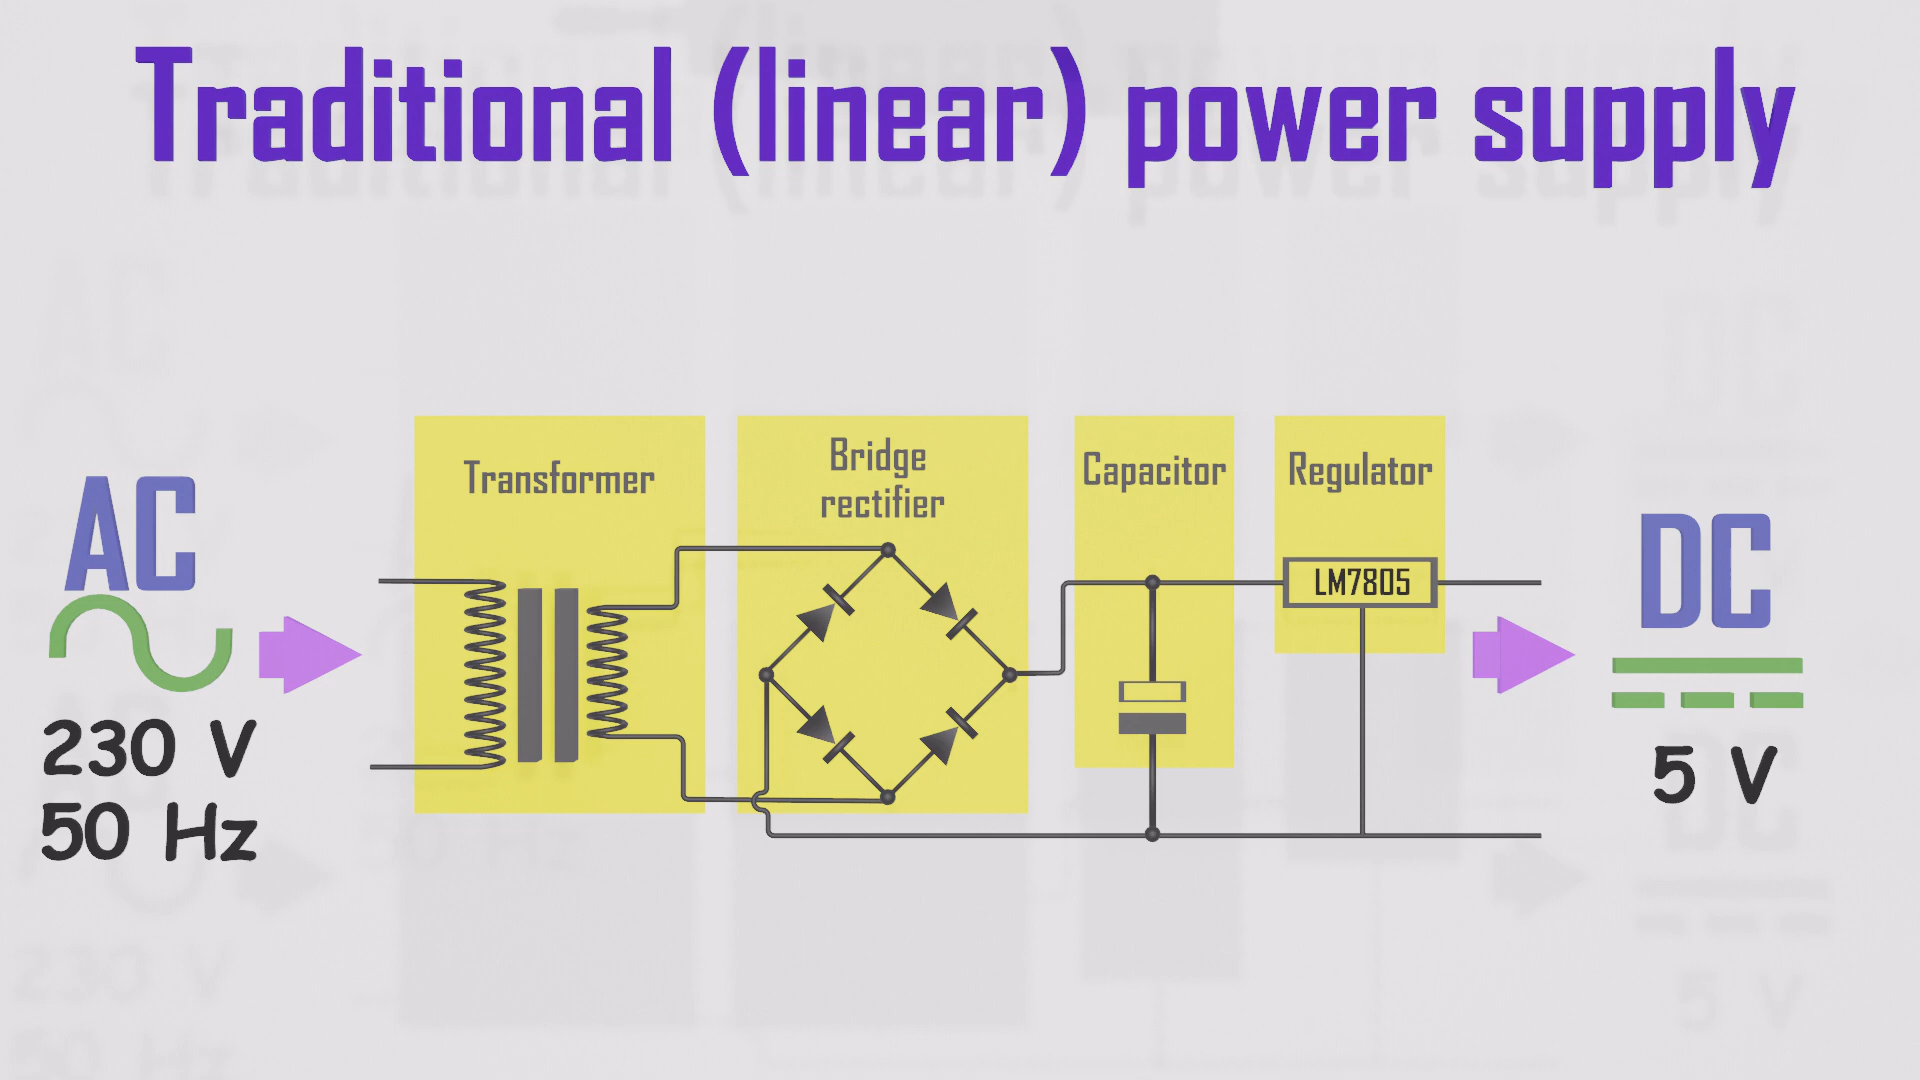 Traditional (linear) power supply
AC
230 V
50 Hz
Transformer
Bridge
rectifier
Capacitor
Regulator
LM7805
DC
5 V